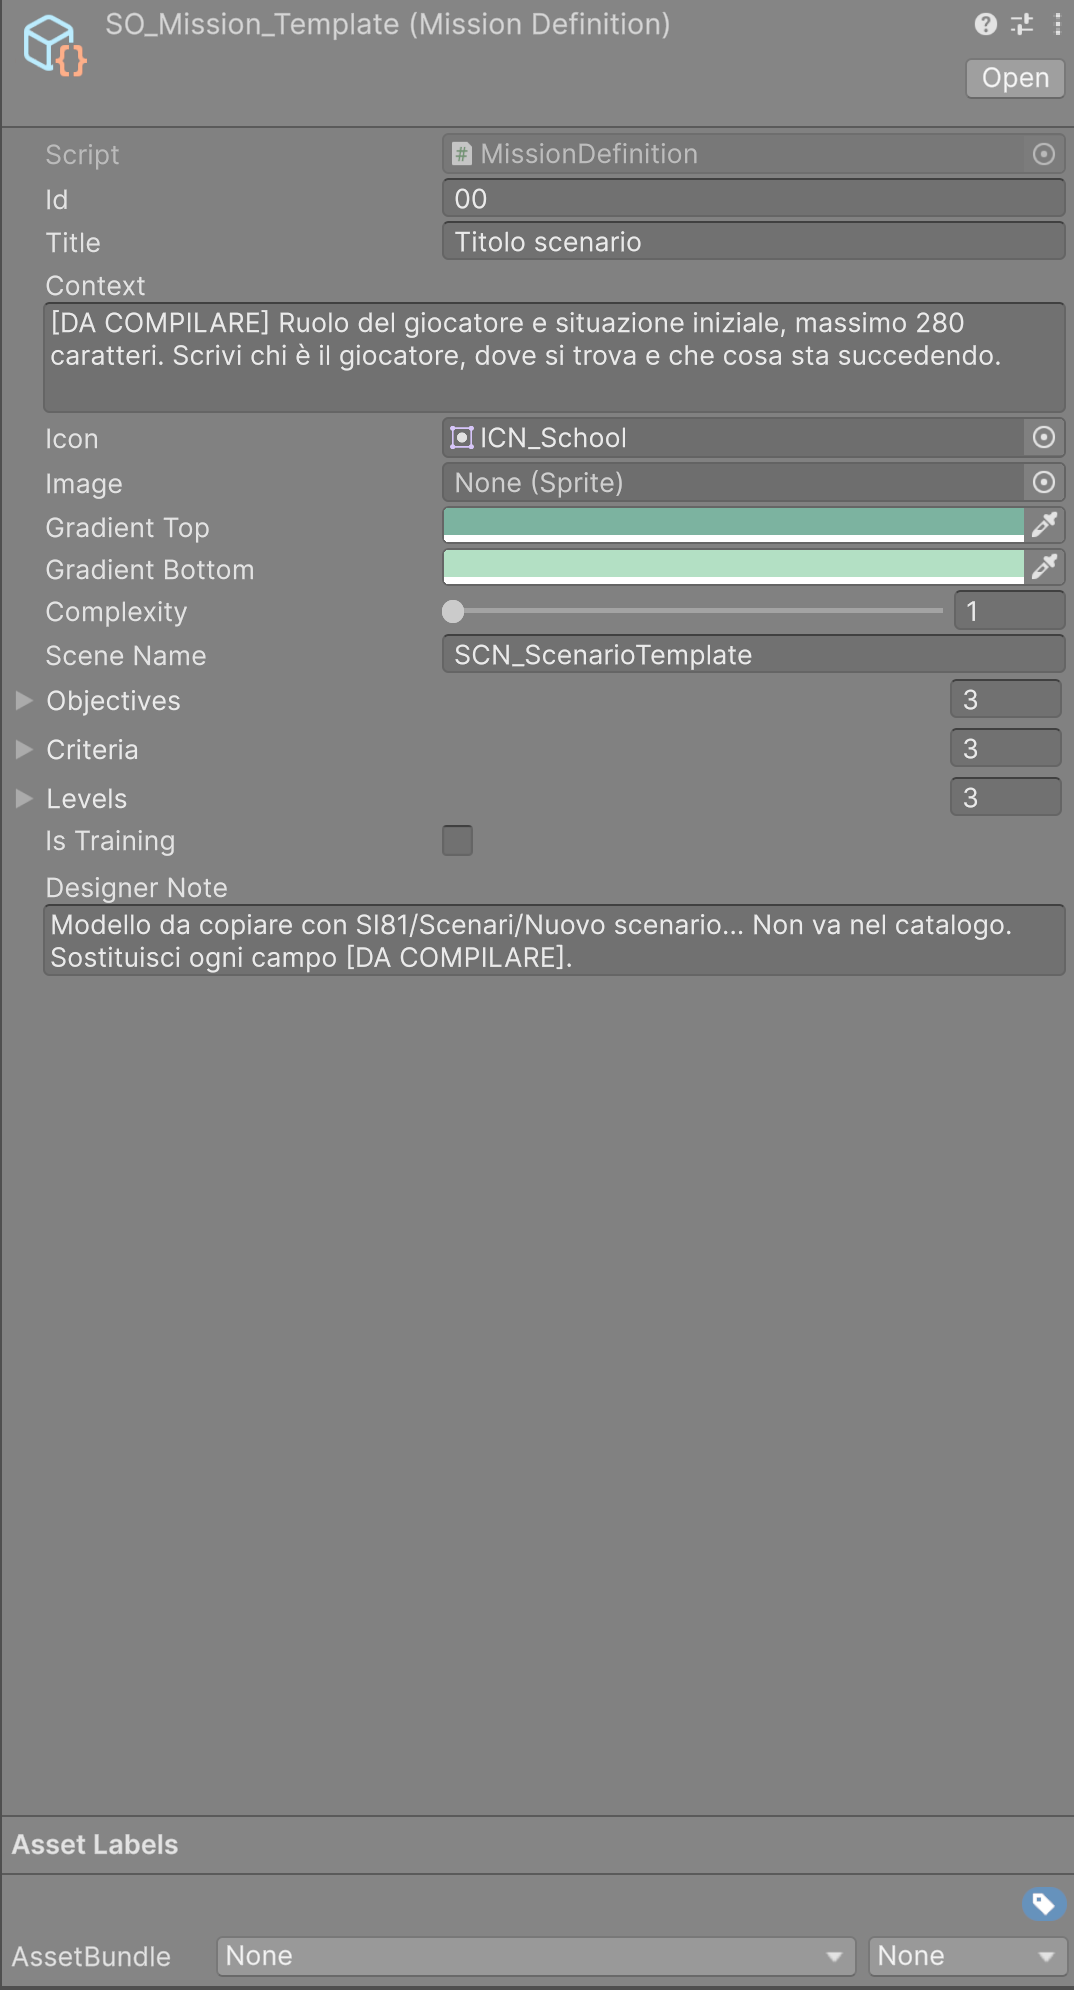 SO_Mission_Template (Mission Definition)
Open
Script
# MissionDefinition
Id
00
Title
Titolo scenario
Context
[DA COMPILARE] Ruolo del giocatore e situazione iniziale, massimo 280
caratteri. Scrivi chi è il giocatore, dove si trova e che cosa sta succedendo.
Icon
ICN_School
Image
None (Sprite)
Gradient Top
Gradient Bottom
Complexity
1
Scene Name
SCN_ScenarioTemplate
Objectives
3
Criteria
3
Levels
3
Is Training
Designer Note
Modello da copiare con SI81/Scenari/Nuovo scenario... Non va nel catalogo.
Sostituisci ogni campo [DA COMPILARE].
Asset Labels
AssetBundle
None
None